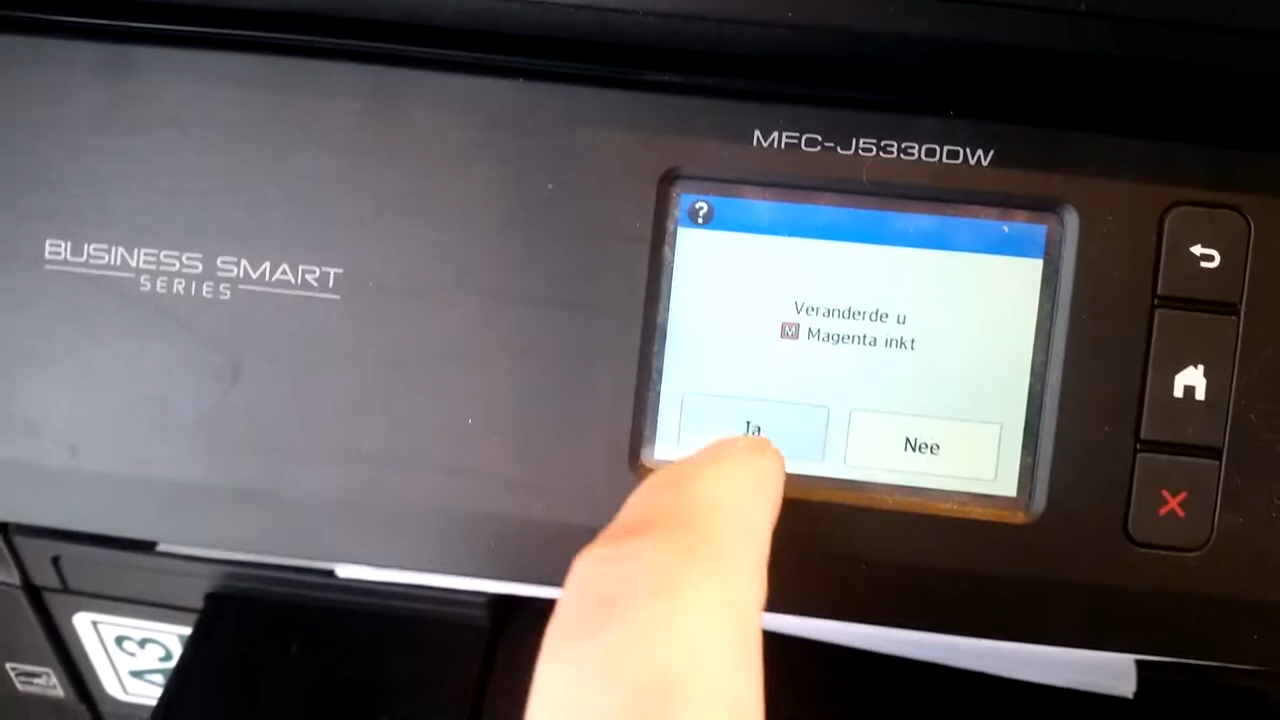 MFC-J5330DW
BUSINESS SMART
SERIES
?
Veranderde u
M Magenta inkt
Ja
Nee
A3